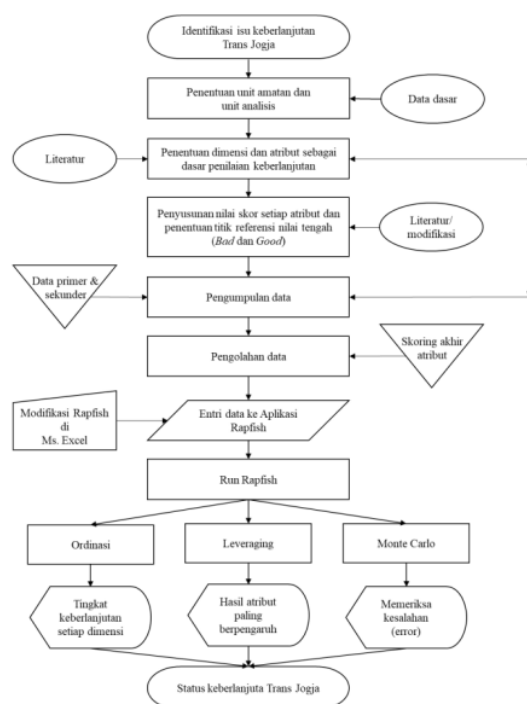 Identifikasi isu keberlanjutan
Trans Jogja
Penentuan unit amatan dan
unit analisis
Data dasar
Literatur
Penentuan dimensi dan atribut sebagai
dasar penilaian keberlanjutan
Penyusunan nilai skor setiap atribut dan
penentuan titik referensi nilai tengah
(Bad dan Good)
Literatur/
modifikasi
Data primer &
sekunder
Pengumpulan data
Pengolahan data
Skoring akhir
atribut
Modifikasi Rapfish
di
Ms. Excel
Entri data ke Aplikasi
Rapfish
Run Rapfish
Ordinasi
Leveraging
Monte Carlo
Tingkat
keberlanjutan
setiap dimensi
Hasil atribut
paling
berpengaruh
Memeriksa
kesalahan
(error)
Status keberlanjuta Trans Jogja